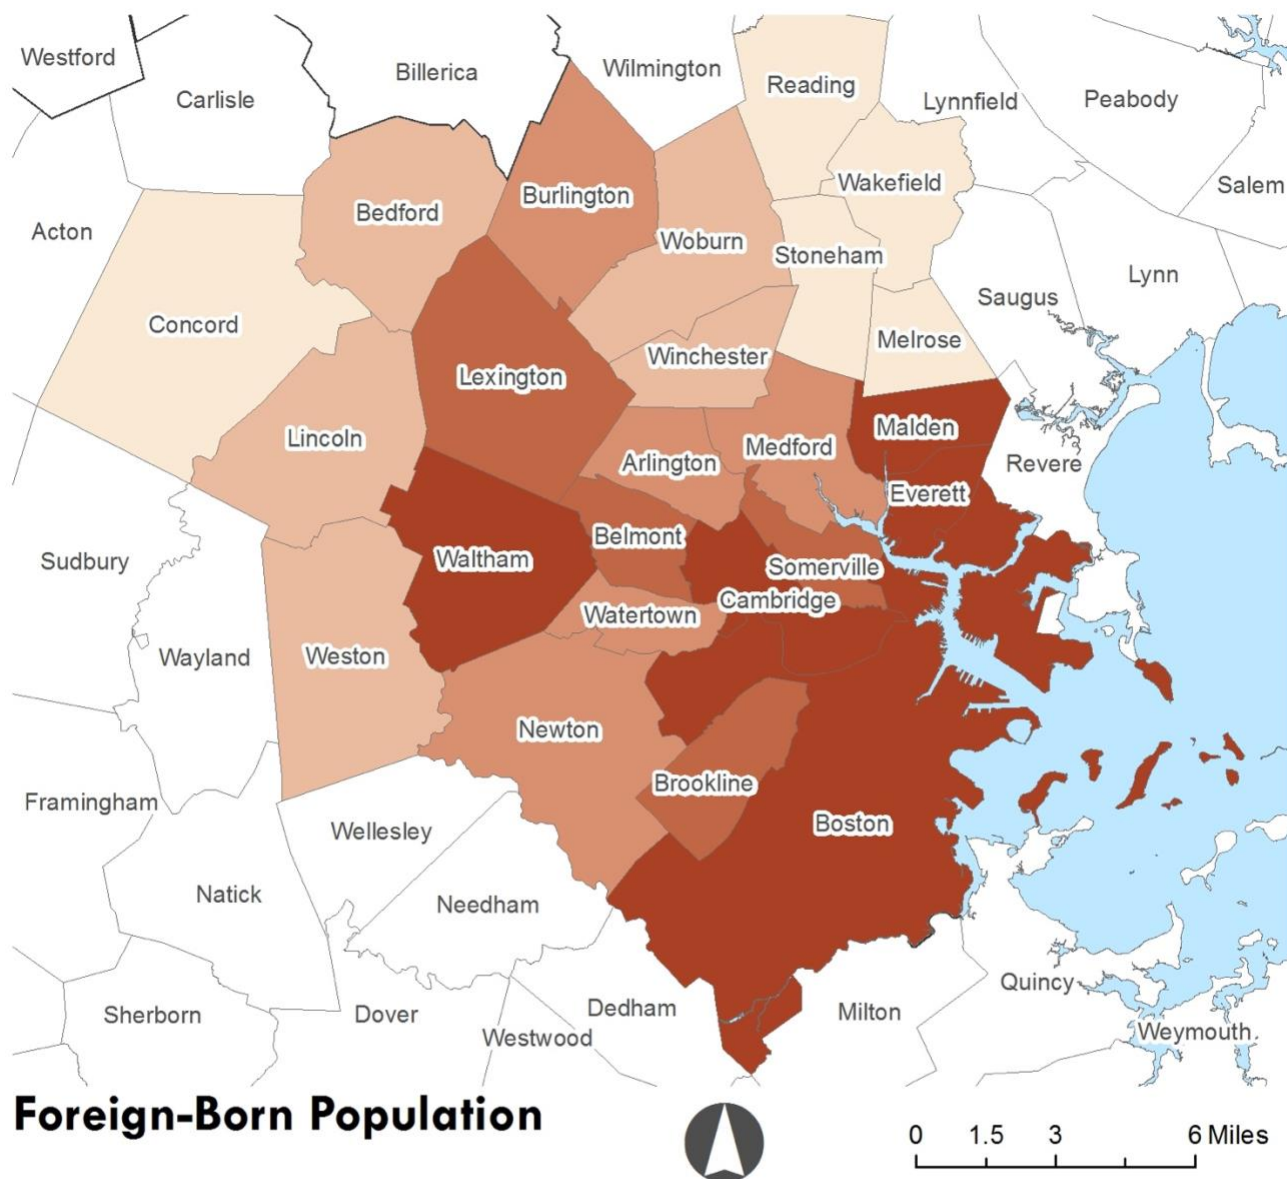 Westford
Billerica
Wilmington
Reading
Carlisle
Lynnfield
Peabody
Wakefield
Salem
Burlington
Bedford
Acton
Woburn
Stoneham
Lynn
Saugus
Concord
Winchester
Melrose
Lexington
Lincoln
Malden
Medford
Arlington
Revere
Everett
Sudbury
Waltham
Belmont
Somerville
Cambridge
Watertown
Wayland
Weston
Newton
Brookline
Framingham
Boston
Wellesley
Natick
Needham
Quincy
Sherborn
Dover
Dedham
Milton
Westwood
Weymouth
Foreign-Born Population
0 1.5 3 6 Miles